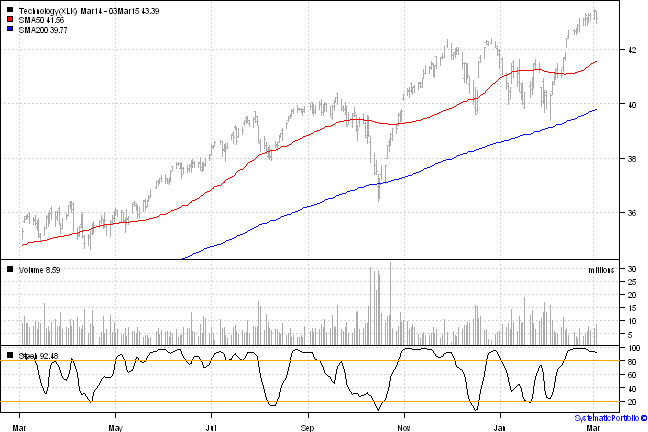 Technology(XLK) Mar14 - 03Mar15 43.39
SMA50 41.56
SMA200 39.77
42
40
38
36
Volume 8.59
millions
30
25
20
15
10
5
92.48
100
80
60
40
20
Mar
May
Jul
Sep
Nov
Jan
Mar
SystematicPortfolio ©